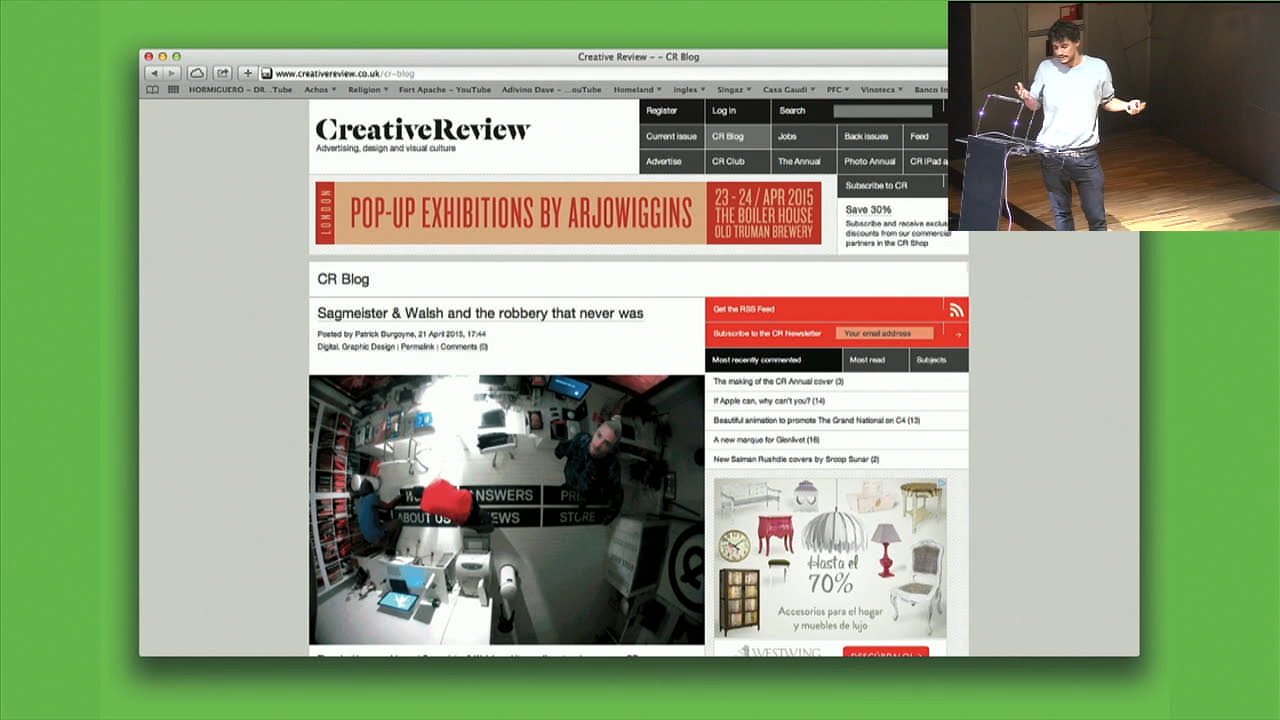 Creative Review – – CR Blog
www.creativereview.co.uk/cr-blog
HORMIGUERO – DR...Tube Achos Religion Fort Apache – YouTube Adivino Dave – ...ouTube Homeland Ingles Singaz Casa Gaudi PFC Vinoteca Banco In
CreativeReview
Advertising, design and visual culture
Register Log in Search
Current issue CR Blog Jobs Back issues Feed
Advertise CR Club The Annual Photo Annual CR iPad a
LONDON
POP-UP EXHIBITIONS BY ARJOWIGGINS
23 - 24 / APR 2015
THE BOILER HOUSE
OLD TRUMAN BREWERY
Subscribe to CR
Save 30%
Subscribe and receive exclus
discounts from our commercial
partners in the CR Shop
CR Blog
Sagmeister & Walsh and the robbery that never was
Posted by Patrick Burgoyne, 21 April 2015, 17:44
Digital, Graphic Design | Permalink | Comments (0)
Get the RSS Feed
Subscribe to the CR Newsletter Your email address
Most recently commented Most read Subjects
The making of the CR Annual cover (3)
If Apple can, why can't you? (14)
Beautiful animation to promote The Grand National on C4 (13)
A new marque for Glenlivet (16)
New Salman Rushdie covers by Sroop Sunar (2)
NSWERS
ABOUT US EWS STORE
Hasta el
70%
Accesorios para el hogar
y muebles de lujo
WESTWING
DESCÚBRALO! >